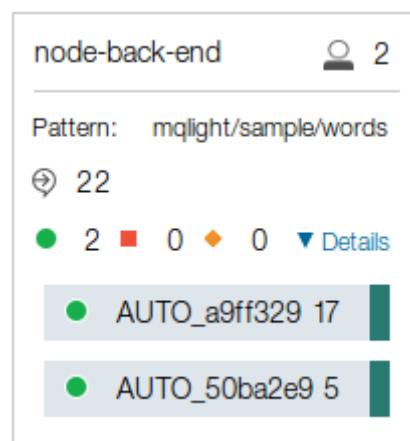 node-back-end 2
Pattern: mqlight/sample/words
22
2 0 0 Details
AUTO_a9ff329 17
AUTO_50ba2e9 5